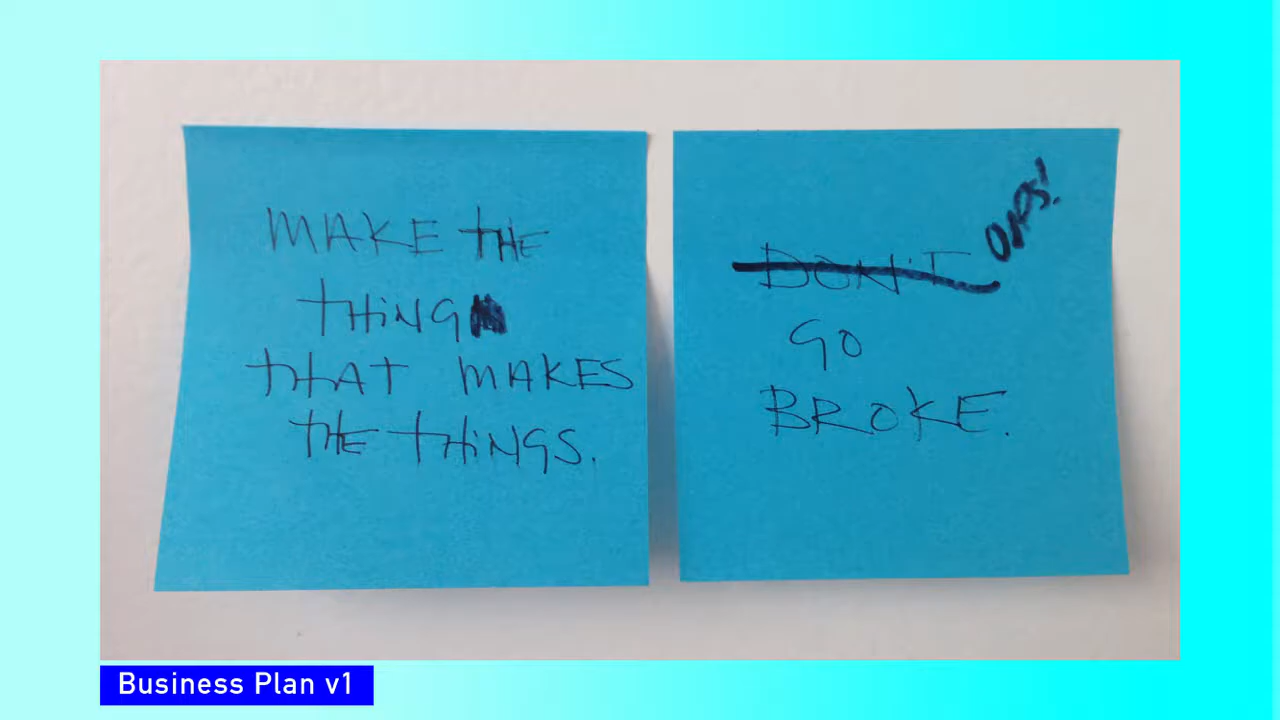 MAKE THE
THING
THAT MAKES
THE THINGS.
DON'T OOPS!
GO
BROKE.
Business Plan v1